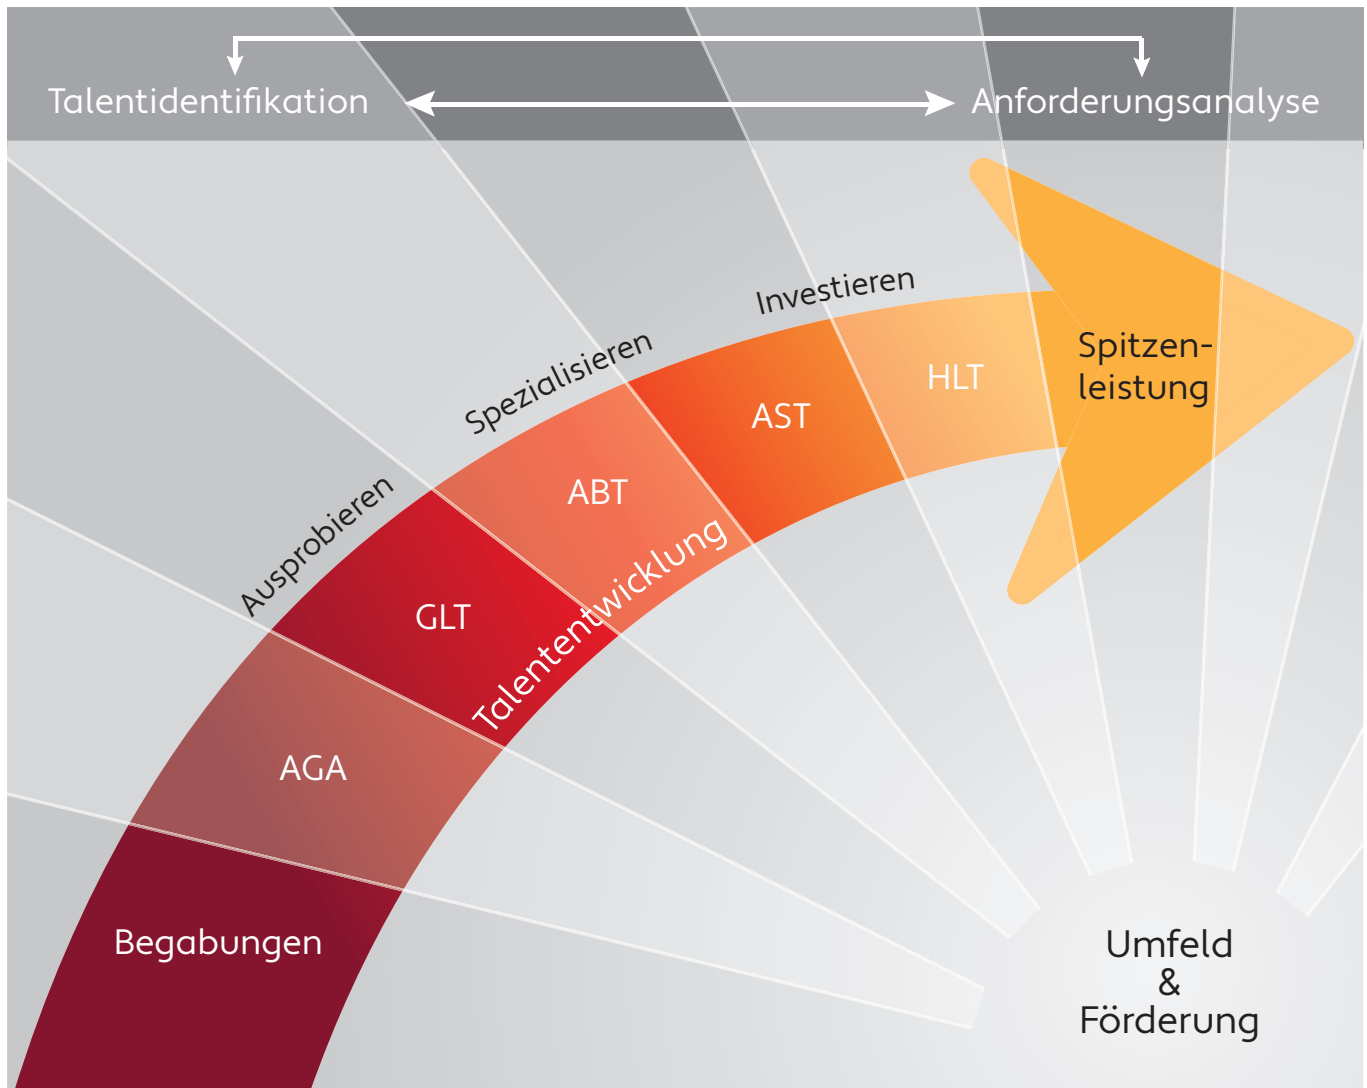 Talentidentifikation
Anforderungsanalyse
Investieren
Spezialisieren
Ausprobieren
Spitzen-
leistung
HLT
AST
ABT
GLT
Talententwicklung
AGA
Begabungen
Umfeld
&
Förderung